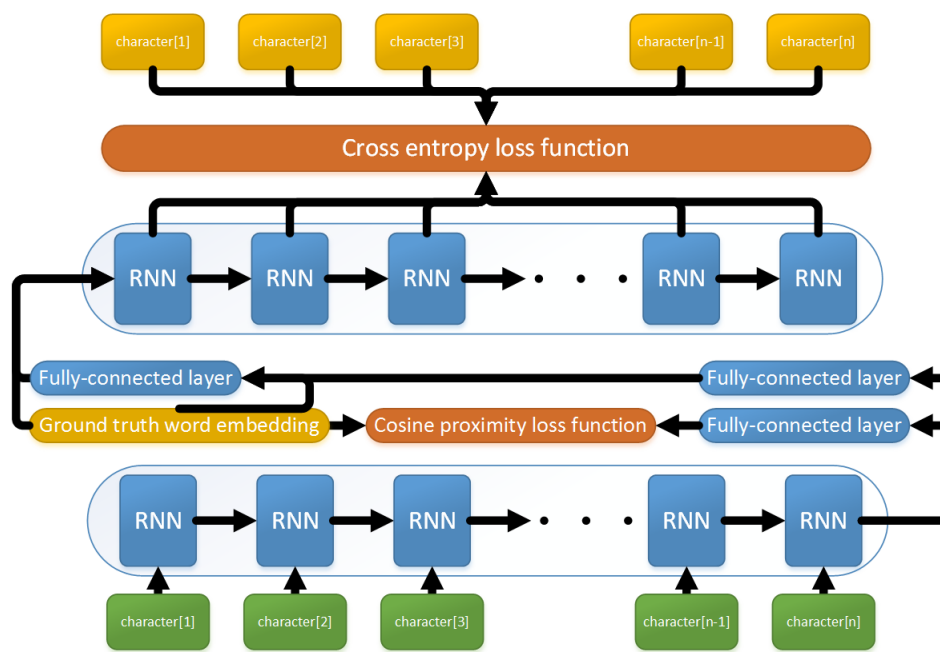 character[1] character[2] character[3] character[n-1] character[n]
Cross entropy loss function
RNN RNN RNN . . . RNN RNN
Fully-connected layer Fully-connected layer
Ground truth word embedding Cosine proximity loss function Fully-connected layer
RNN RNN RNN . . . RNN RNN
character[1] character[2] character[3] character[n-1] character[n]